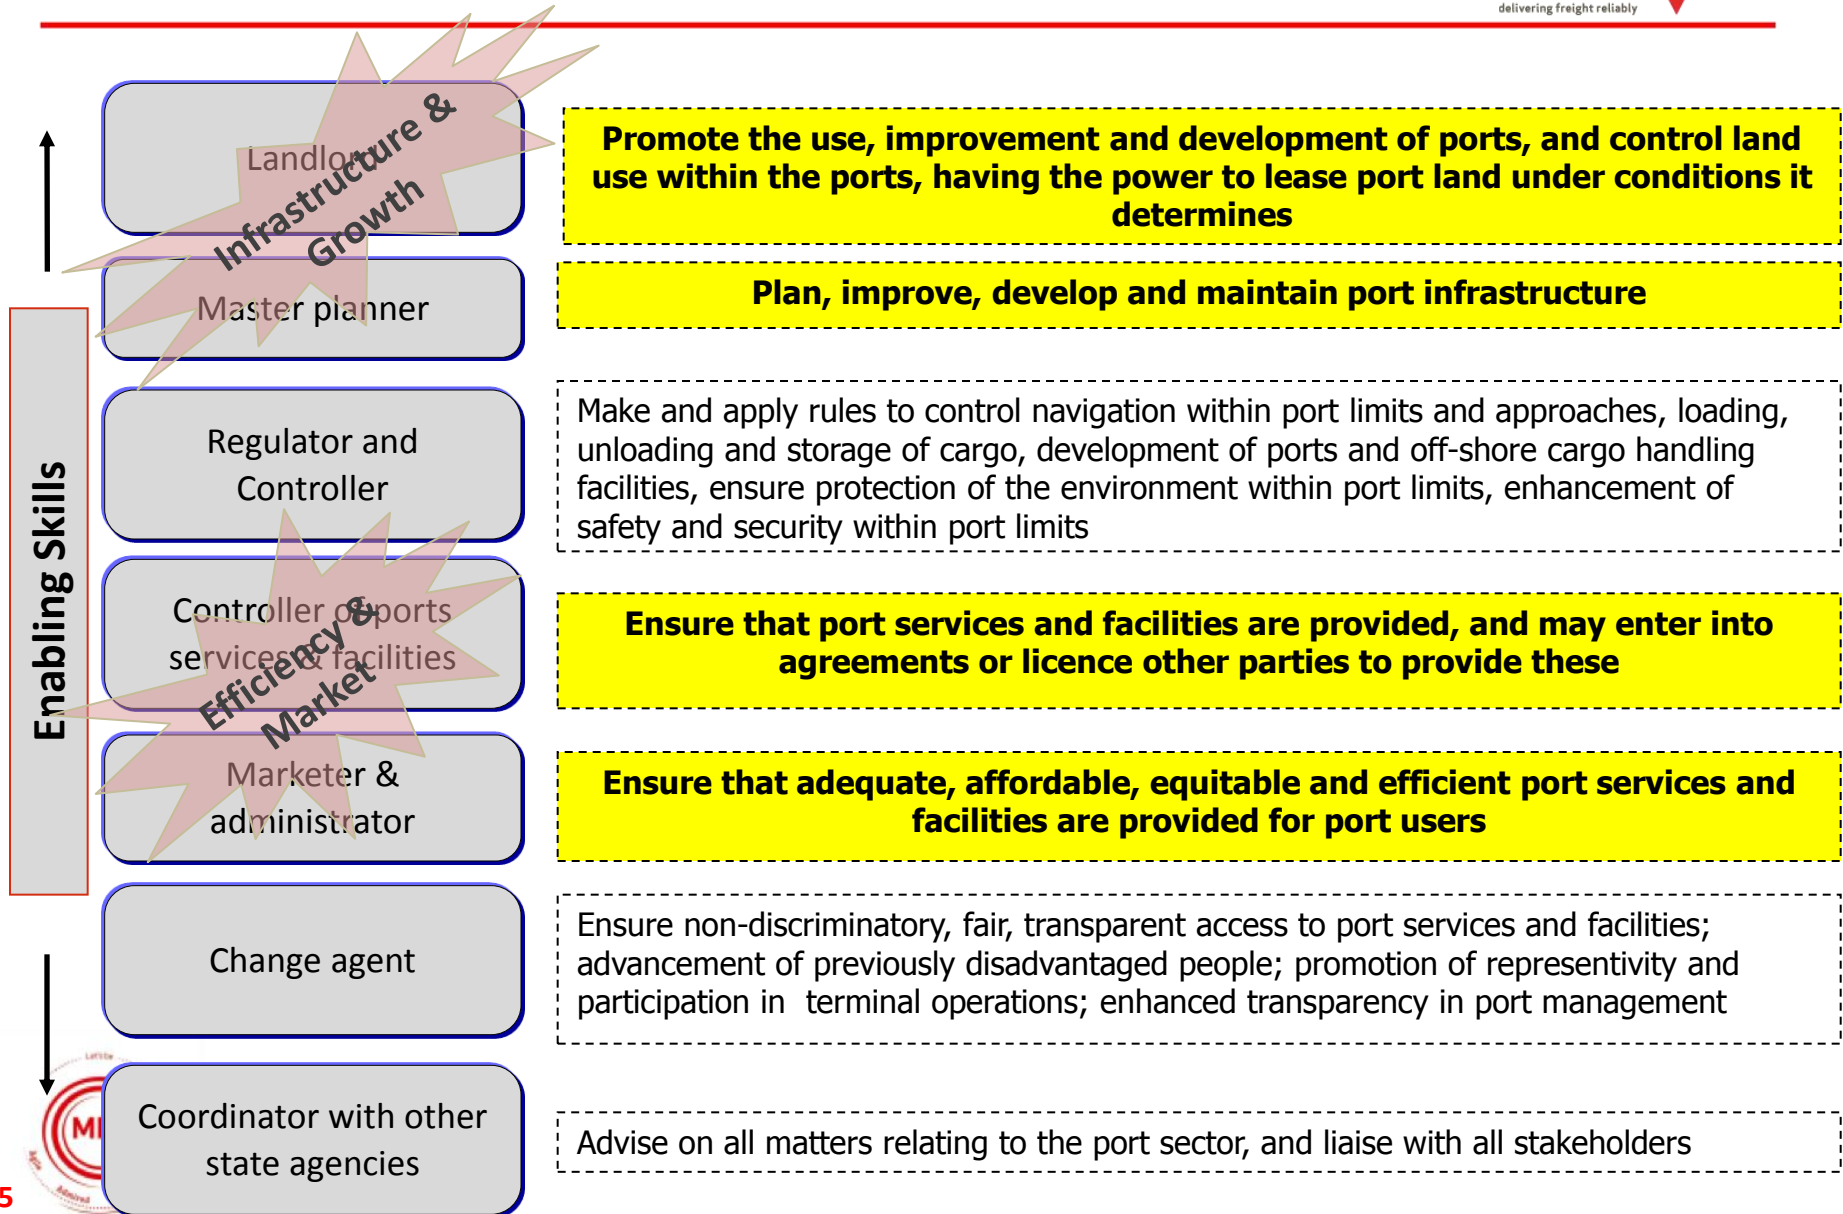 delivering freight reliably
Landlord
Infrastructure &
Growth
Promote the use, improvement and development of ports, and control land
use within the ports, having the power to lease port land under conditions it
determines
Master planner
Plan, improve, develop and maintain port infrastructure
Enabling Skills
Regulator and
Controller
Make and apply rules to control navigation within port limits and approaches, loading,
unloading and storage of cargo, development of ports and off-shore cargo handling
facilities, ensure protection of the environment within port limits, enhancement of
safety and security within port limits
Controller of ports
services & facilities
Efficiency &
Market
Ensure that port services and facilities are provided, and may enter into
agreements or licence other parties to provide these
Marketer &
administrator
Ensure that adequate, affordable, equitable and efficient port services and
facilities are provided for port users
Change agent
Ensure non-discriminatory, fair, transparent access to port services and facilities;
advancement of previously disadvantaged people; promotion of representivity and
participation in  terminal operations; enhanced transparency in port management
Coordinator with other
state agencies
Advise on all matters relating to the port sector, and liaise with all stakeholders
Agile
Admired
5